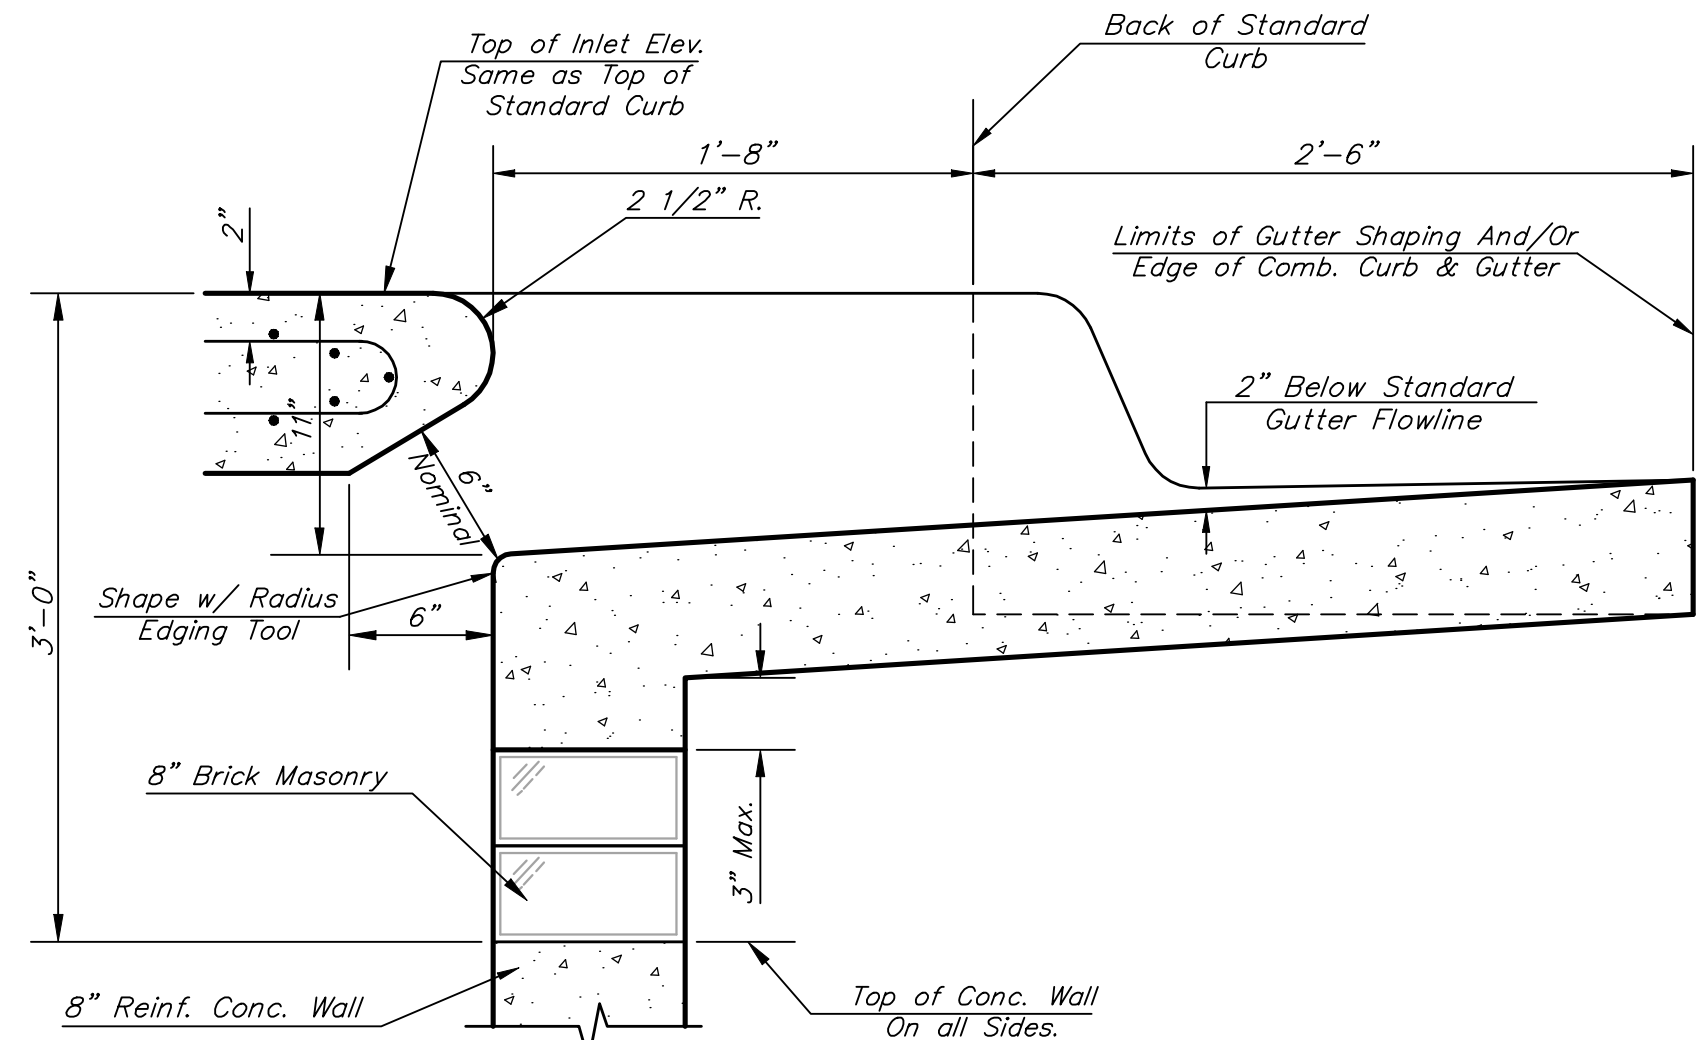 Back of Standard
Curb
Top of Inlet Elev.
Same as Top of
Standard Curb
1'-8"
2'-6"
2 1/2" R.
2"
Limits of Gutter Shaping And/Or
Edge of Comb. Curb & Gutter
2" Below Standard
Gutter Flowline
11"
6"
Nominal
Shape w/ Radius
Edging Tool
6"
3'-0"
8" Brick Masonry
3" Max.
8" Reinf. Conc. Wall
Top of Conc. Wall
On all Sides.